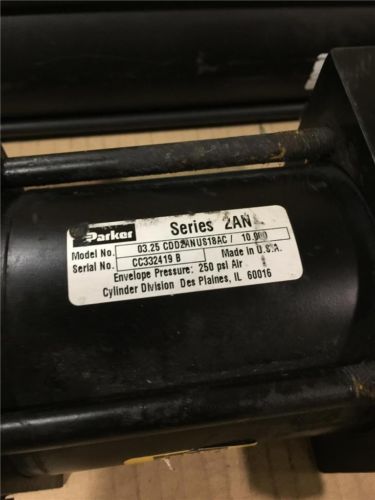 Parker Series 2AN
Model No. 03.25 CDD2ANUS18AC / 10.900
Serial No. CC332419 B Made in U.S.A.
Envelope Pressure: 250 psi Air
Cylinder Division Des Plaines, IL 60016